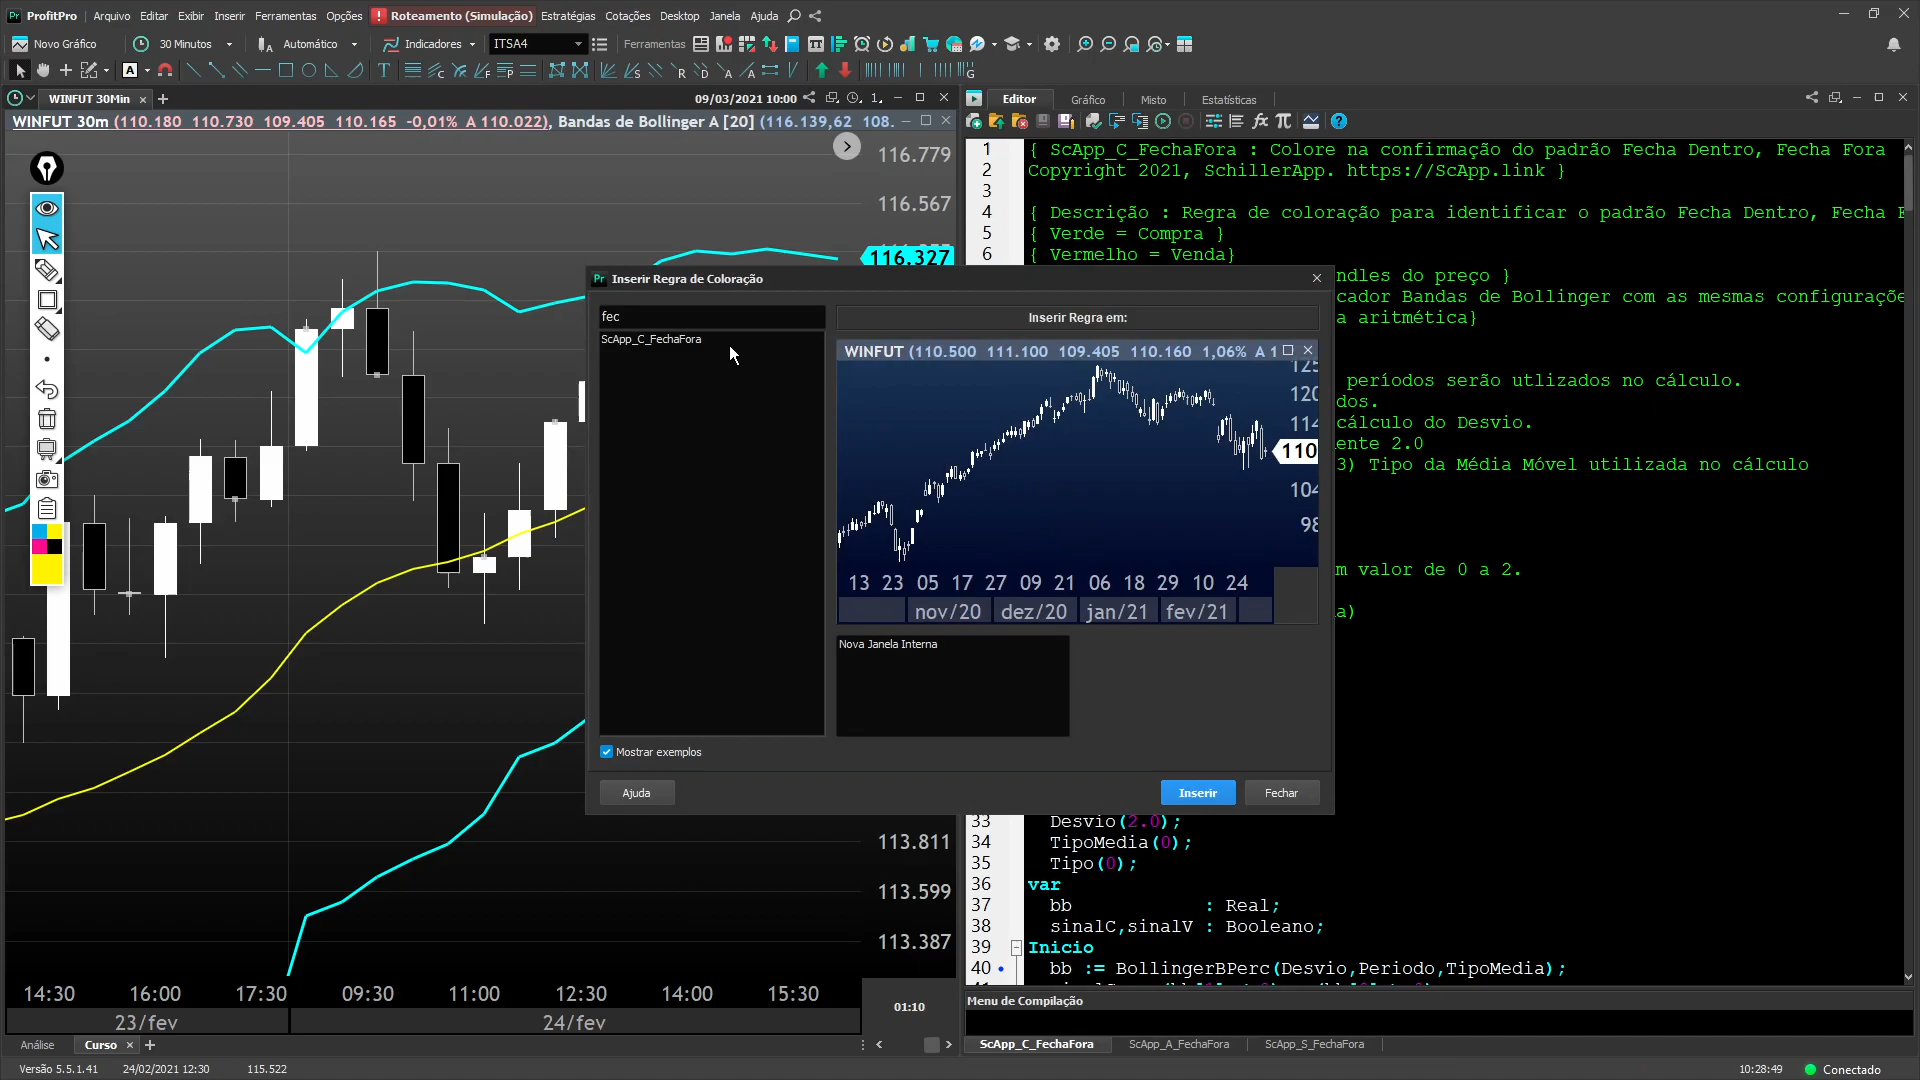 ProfitPro Arquivo Editar Exibir Inserir Ferramentas Opções ! Roteamento (Simulação) Estratégias Cotações Desktop Janela Ajuda
Novo Gráfico 30 Minutos Automático Indicadores ITSA4 Ferramentas
WINFUT 30Min
09/03/2021 10:00
WINFUT 30m (110.180 110.730 109.405 110.165 -0,01% A 110.022), Bandas de Bollinger A [20] (116.139,62 108.
116.779
116.567
116.327
113.811
113.599
113.387
14:30 16:00 17:30 09:30 11:00 12:30 14:00 15:30
23/fev 24/fev
01:10
Análise Curso
Versão 5.5.1.41 24/02/2021 12:30 115.522
Inserir Regra de Coloração
fec
ScApp_C_FechaFora
Mostrar exemplos
Ajuda
Inserir Regra em:
WINFUT (110.500 111.100 109.405 110.160 1,06% A 1
120
114
110
104
98
13 23 05 17 27 09 21 06 18 29 10 24
nov/20 dez/20 jan/21 fev/21
Nova Janela Interna
Inserir Fechar
Editor Gráfico Misto Estatísticas
1 { ScApp_C_FechaFora : Colore na confirmação do padrão Fecha Dentro, Fecha Fora
2 Copyright 2021, SchillerApp. https://ScApp.link }
3
4 { Descrição : Regra de coloração para identificar o padrão Fecha Dentro, Fecha F
5 { Verde = Compra }
6 { Vermelho = Venda}
ndles do preço }
cador Bandas de Bollinger com as mesmas configuraçõe
a aritmética}
períodos serão utlizados no cálculo.
dos.
cálculo do Desvio.
ente 2.0
3) Tipo da Média Móvel utilizada no cálculo
m valor de 0 a 2.
a)
33 Desvio(2.0);
34 TipoMedia(0);
35 Tipo(0);
36 var
37 bb : Real;
38 sinalC,sinalV : Booleano;
39 Inicio
40 bb := BollingerBPerc(Desvio,Periodo,TipoMedia);
Menu de Compilação
ScApp_C_FechaFora ScApp_A_FechaFora ScApp_S_FechaFora
10:28:49 Conectado